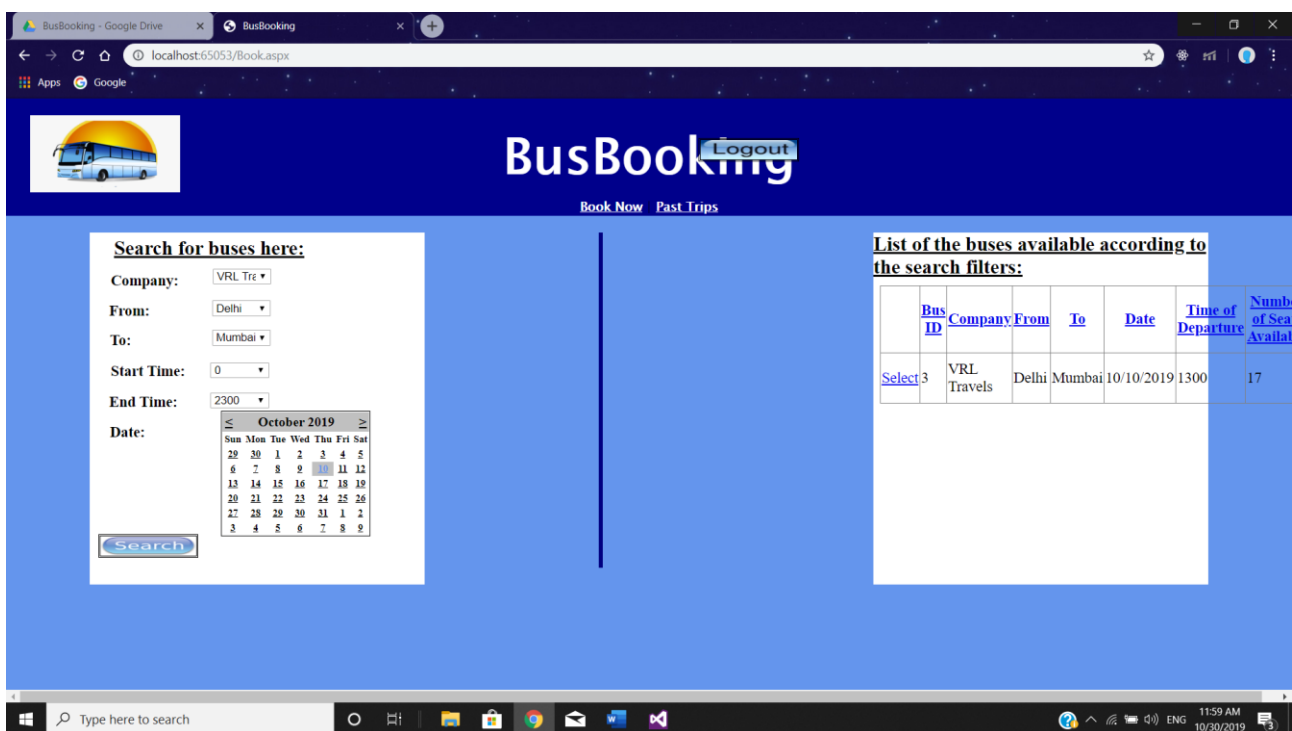 BusBooking - Google Drive
BusBooking
localhost:65053/Book.aspx
Apps
Google
BusBooking
Logout
Book Now Past Trips
Search for buses here:
Company: VRL Tra
From: Delhi
To: Mumbai
Start Time: 0
End Time: 2300
Date:
< October 2019 >
Sun Mon Tue Wed Thu Fri Sat
29 30 1 2 3 4 5
6 7 8 9 10 11 12
13 14 15 16 17 18 19
20 21 22 23 24 25 26
27 28 29 30 31 1 2
3 4 5 6 7 8 9
Search
List of the buses available according to
the search filters:
Bus ID Company From To Date Time of Departure Numb of Sea Availal
Select 3 VRL Travels Delhi Mumbai 10/10/2019 1300 17
Type here to search
ENG
11:59 AM
10/30/2019
3